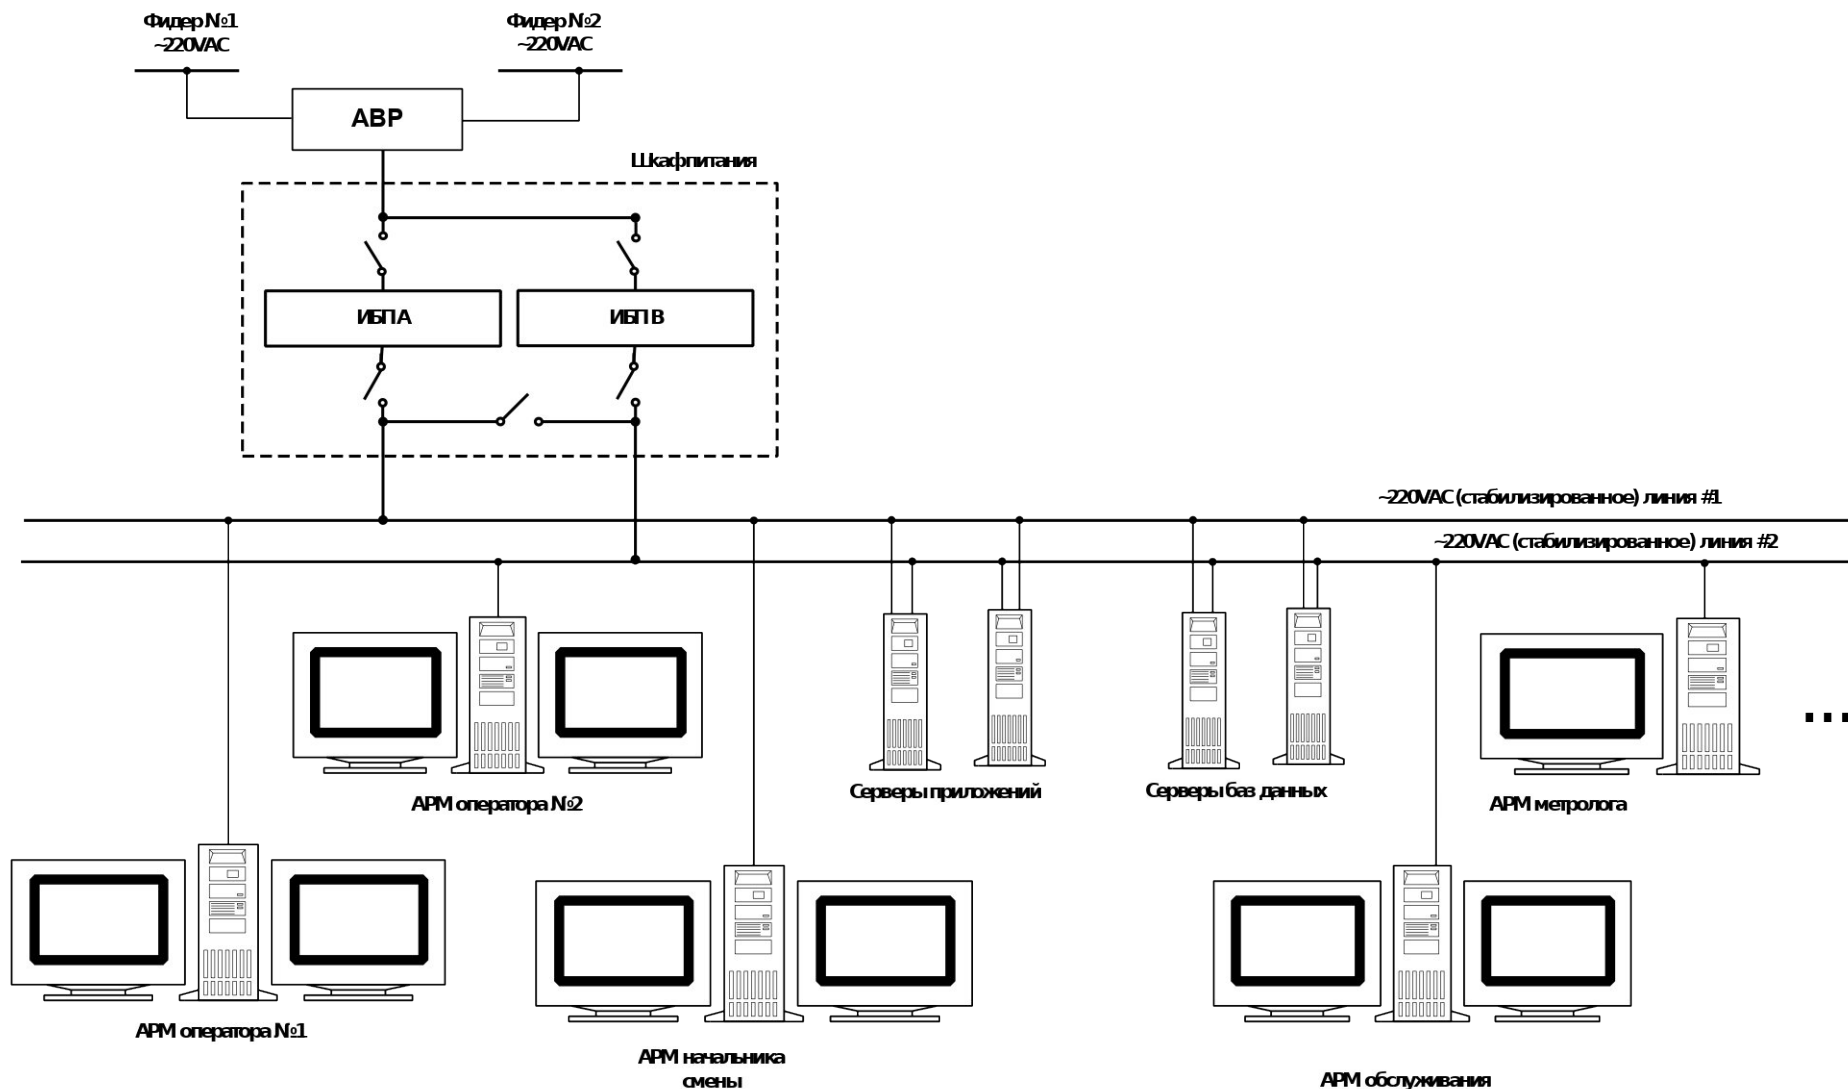 Фидер №1
~220VAC
Фидер №2
~220VAC
АВР
Шкаф питания
ИБП А
ИБП В
~220VAC (стабилизированное) линия #1
~220VAC (стабилизированное) линия #2
АРМ оператора №2
Серверы приложений
Серверы баз данных
АРМ метролога
...
АРМ оператора №1
АРМ начальника
смены
АРМ обслуживания